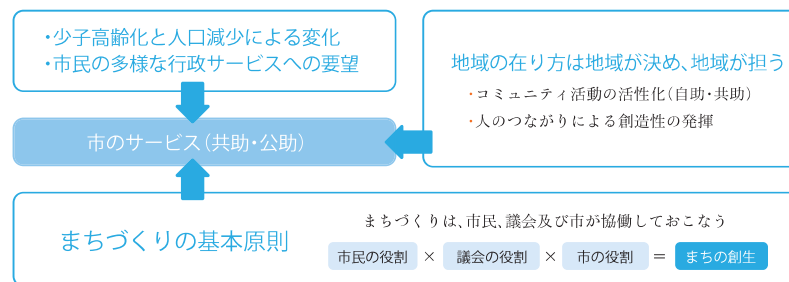 ・少子高齢化と人口減少による変化
・市民の多様な行政サービスへの要望
地域の在り方は地域が決め、地域が担う
・コミュニティ活動の活性化（自助・共助）
・人のつながりによる創造性の発揮
市のサービス（共助・公助）
まちづくりの基本原則
まちづくりは、市民、議会及び市が協働しておこなう
市民の役割 × 議会の役割 × 市の役割 ＝ まちの創生